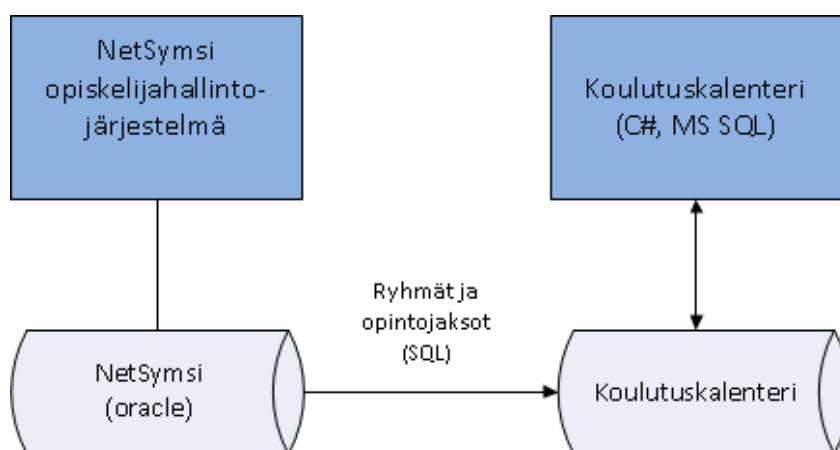 NetSymsi
opiskelijahallinto-
järjestelmä
Koulutuskalenteri
(C#, MS SQL)
Ryhmät ja
opintojaksot
(SQL)
NetSymsi
(oracle)
Koulutuskalenteri